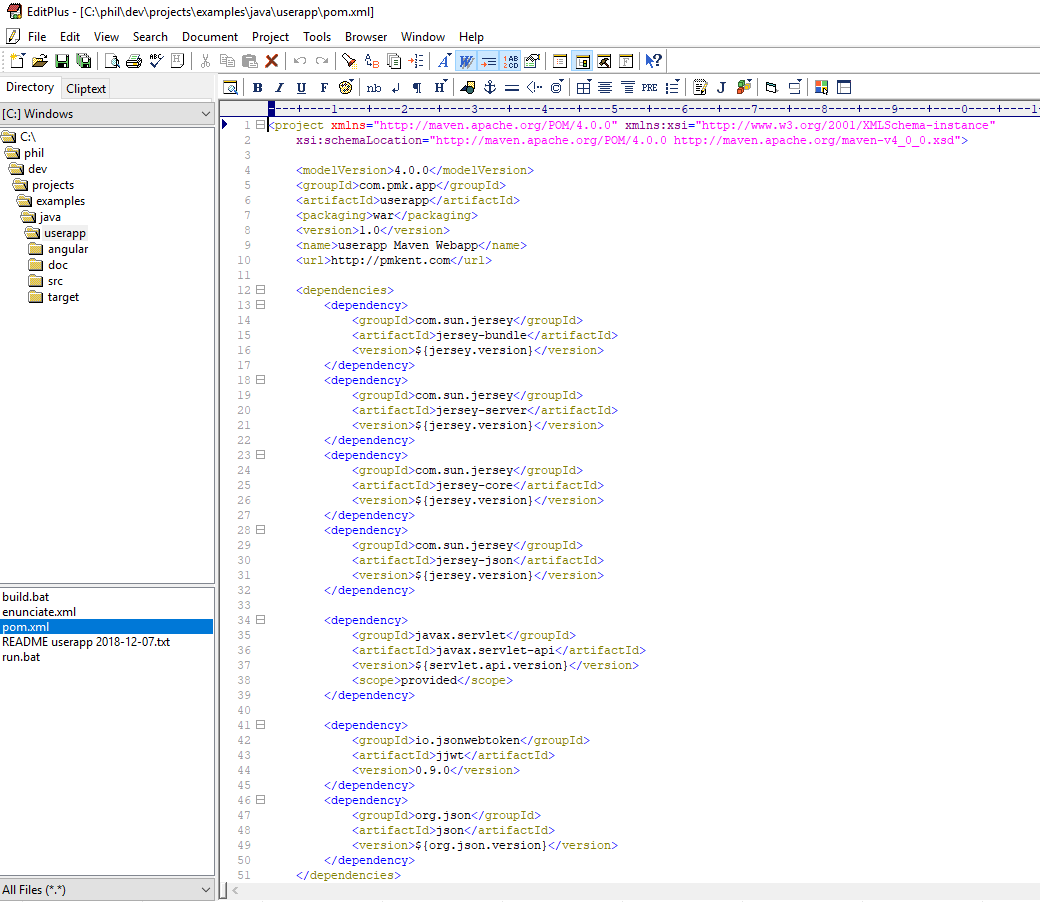 EditPlus - [C:\phil\dev\projects\examples\java\userapp\pom.xml]
File Edit View Search Document Project Tools Browser Window Help
Directory Cliptext
[C:] Windows
C:\
phil
dev
projects
examples
java
userapp
angular
doc
src
target
build.bat
enunciate.xml
pom.xml
README userapp 2018-12-07.txt
run.bat
All Files (*.*)
B I U F nb ¶ H PRE J
----+----1----+----2----+----3----+----4----+----5----+----6----+----7----+----8----+----9----+----0----+----1
1 <project xmlns="http://maven.apache.org/POM/4.0.0" xmlns:xsi="http://www.w3.org/2001/XMLSchema-instance"
2 xsi:schemaLocation="http://maven.apache.org/POM/4.0.0 http://maven.apache.org/maven-v4_0_0.xsd">
3
4 <modelVersion>4.0.0</modelVersion>
5 <groupId>com.pmk.app</groupId>
6 <artifactId>userapp</artifactId>
7 <packaging>war</packaging>
8 <version>1.0</version>
9 <name>userapp Maven Webapp</name>
10 <url>http://pmkent.com</url>
11
12 <dependencies>
13 <dependency>
14 <groupId>com.sun.jersey</groupId>
15 <artifactId>jersey-bundle</artifactId>
16 <version>${jersey.version}</version>
17 </dependency>
18 <dependency>
19 <groupId>com.sun.jersey</groupId>
20 <artifactId>jersey-server</artifactId>
21 <version>${jersey.version}</version>
22 </dependency>
23 <dependency>
24 <groupId>com.sun.jersey</groupId>
25 <artifactId>jersey-core</artifactId>
26 <version>${jersey.version}</version>
27 </dependency>
28 <dependency>
29 <groupId>com.sun.jersey</groupId>
30 <artifactId>jersey-json</artifactId>
31 <version>${jersey.version}</version>
32 </dependency>
33
34 <dependency>
35 <groupId>javax.servlet</groupId>
36 <artifactId>javax.servlet-api</artifactId>
37 <version>${servlet.api.version}</version>
38 <scope>provided</scope>
39 </dependency>
40
41 <dependency>
42 <groupId>io.jsonwebtoken</groupId>
43 <artifactId>jjwt</artifactId>
44 <version>0.9.0</version>
45 </dependency>
46 <dependency>
47 <groupId>org.json</groupId>
48 <artifactId>json</artifactId>
49 <version>${org.json.version}</version>
50 </dependency>
51 </dependencies>